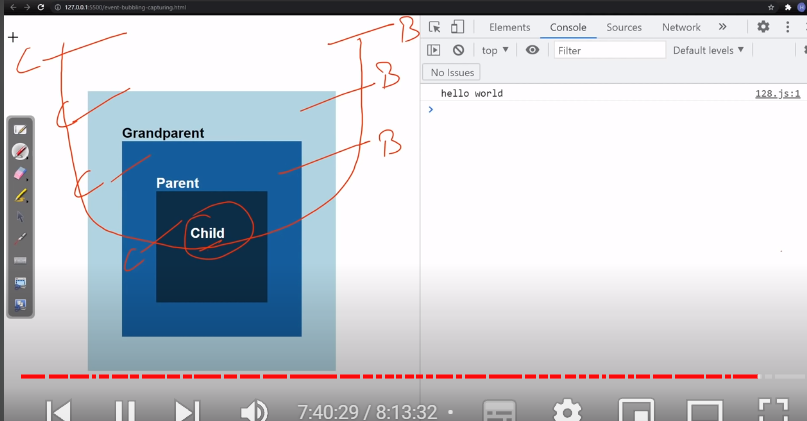 127.0.0.1:5500/event-bubbling-capturing.html
Elements Console Sources Network »
top Filter Default levels
No Issues
hello world 128.js:1
>
C B
C B
C B
C
Grandparent
Parent
Child
7:40:29 / 8:13:32 •